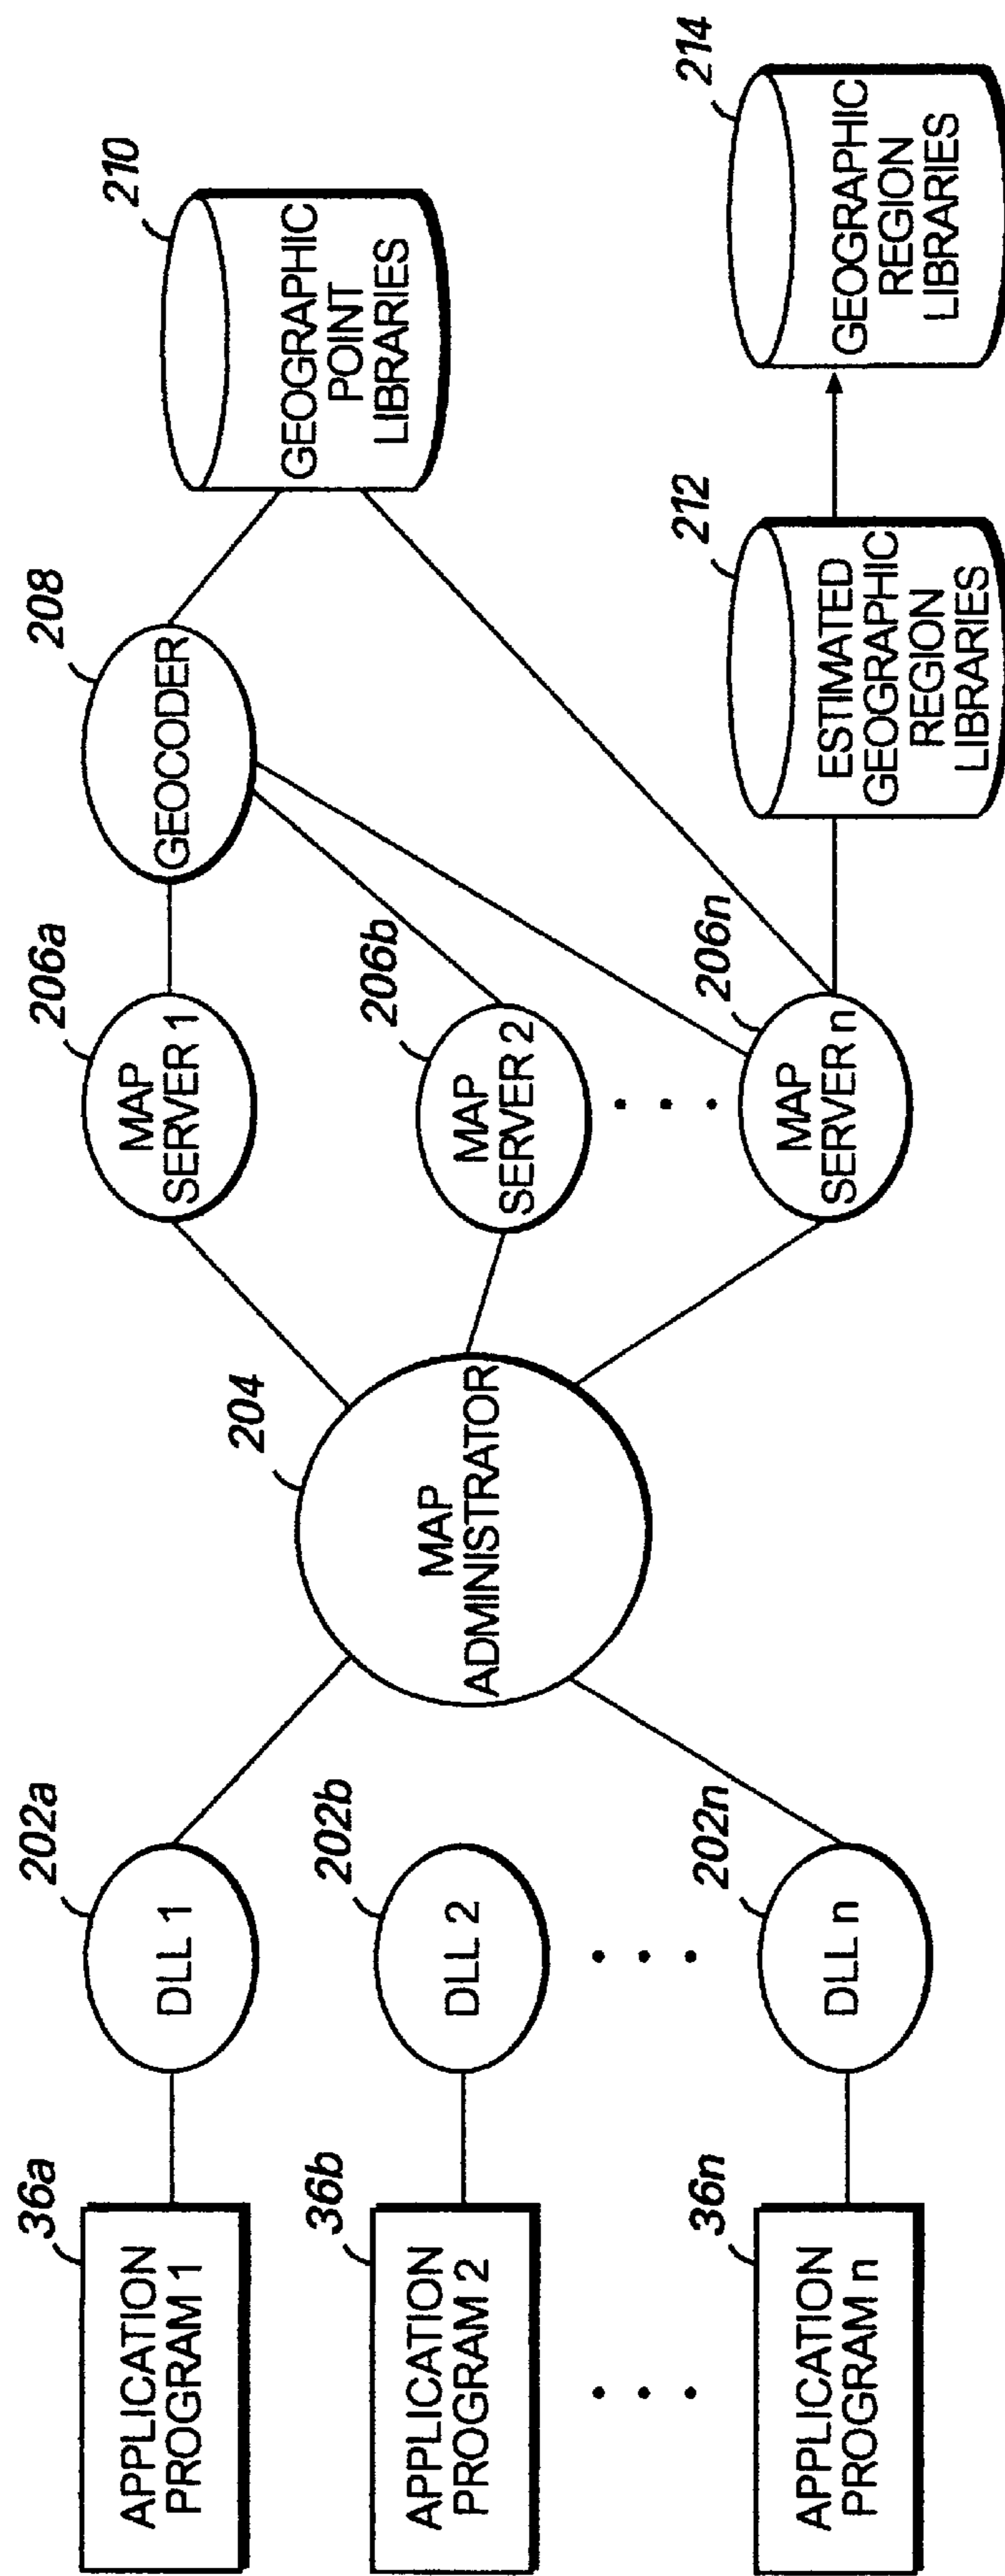 36a
APPLICATION
PROGRAM 1
202a
DLL 1
36b
APPLICATION
PROGRAM 2
202b
DLL 2
36n
APPLICATION
PROGRAM n
202n
DLL n
204
MAP
ADMINISTRATOR
206a
MAP
SERVER 1
206b
MAP
SERVER 2
206n
MAP
SERVER n
208
GEOCODER
210
GEOGRAPHIC
POINT
LIBRARIES
212
ESTIMATED
GEOGRAPHIC
REGION
LIBRARIES
214
GEOGRAPHIC
REGION
LIBRARIES